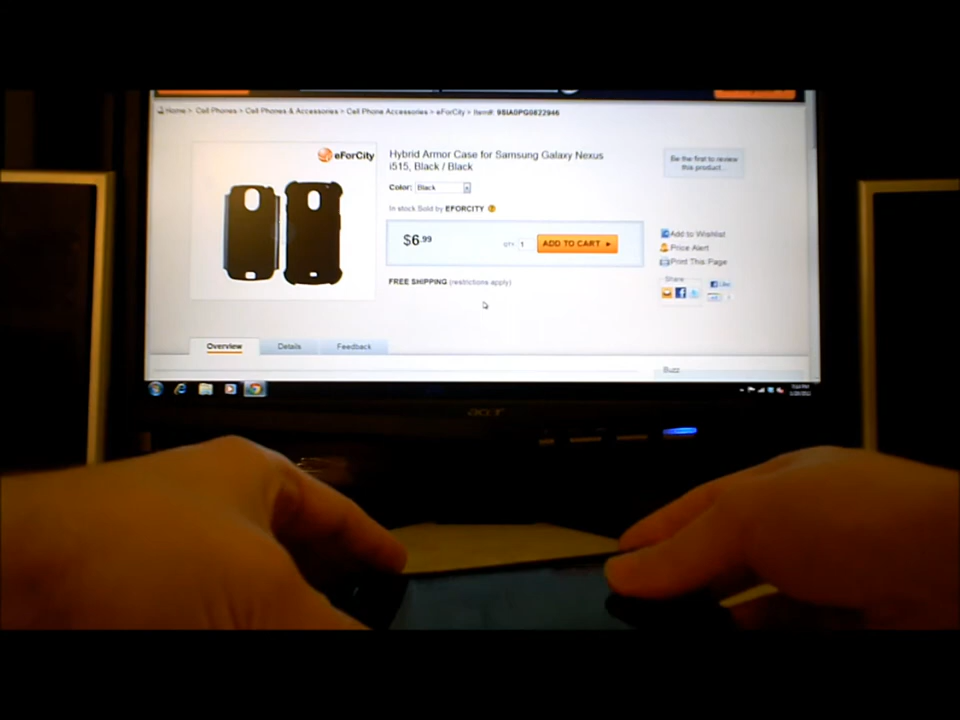 Home > Cell Phones > Cell Phones & Accessories > Cell Phone Accessories > eForCity > Item#: 9SIA0PG0822946
eForCity
Hybrid Armor Case for Samsung Galaxy Nexus
i515, Black / Black
Color: Black
In stock Sold by EFORCITY
$6.99
QTY 1
ADD TO CART
FREE SHIPPING (restrictions apply)
Be the first to review
this product...
Add to Wishlist
Price Alert
Print This Page
Share
Like
Overview
Details
Feedback
Buzz
acer